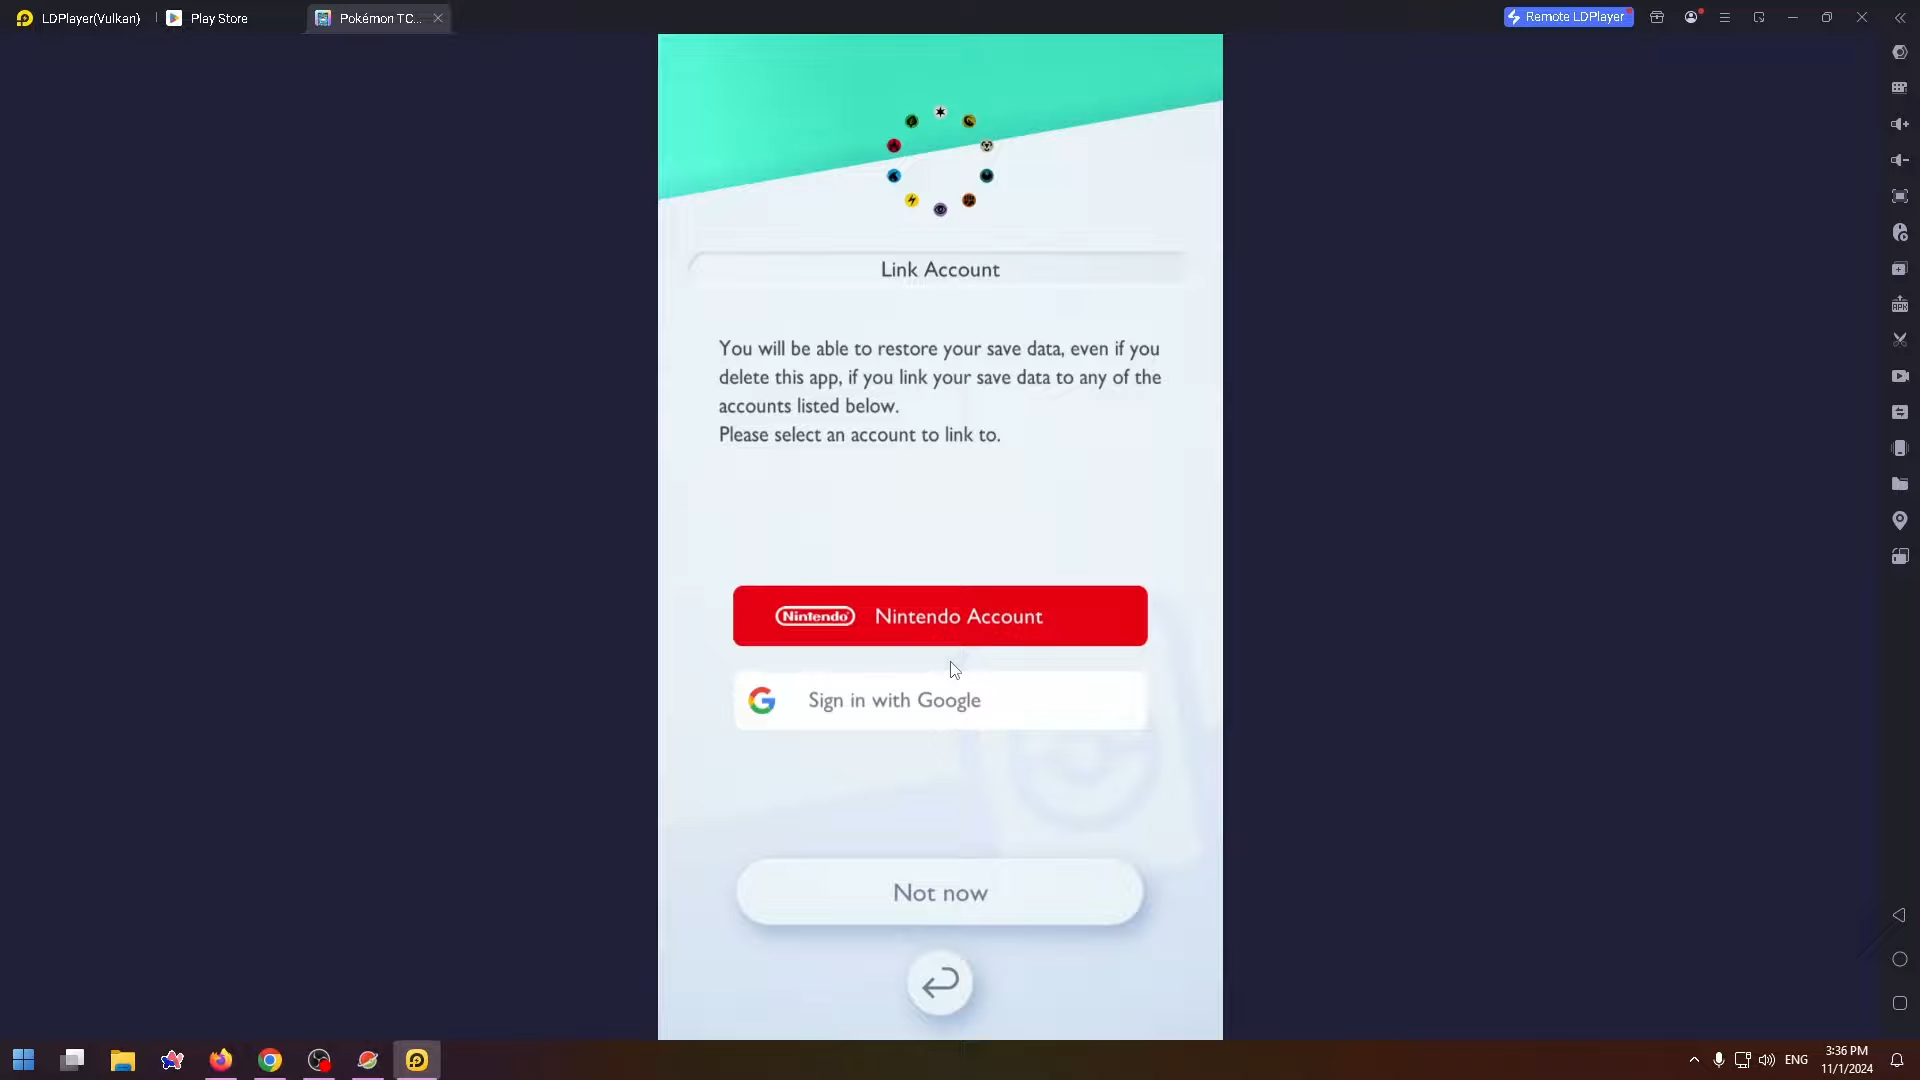 LDPlayer(Vulkan)
Play Store
Pokémon TC...
Remote LDPlayer
Link Account
You will be able to restore your save data, even if you
delete this app, if you link your save data to any of the
accounts listed below.
Please select an account to link to.
Nintendo Nintendo Account
G Sign in with Google
Not now
ENG
3:36 PM
11/1/2024